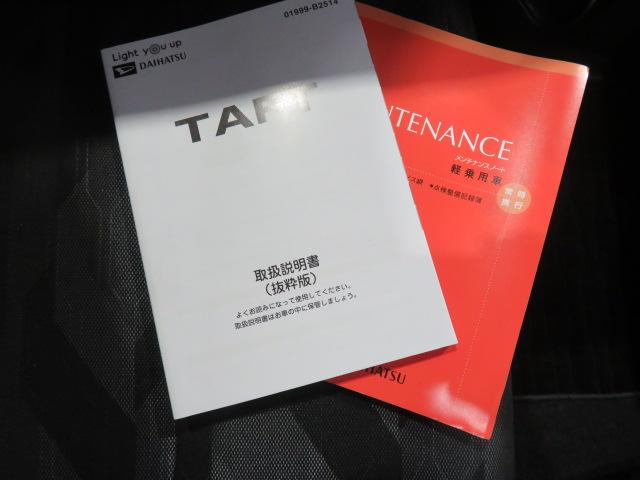 01999-B2514
Light you up
DAIHATSU
TAFT
取扱説明書
(抜粋版)
よくお読みになって使用してください。
取扱説明書はお車の中に保管しましょう。
NTENANCE
メンテナンスノート
軽乗用車
常時
携行
●点検整備記録簿
HATSU